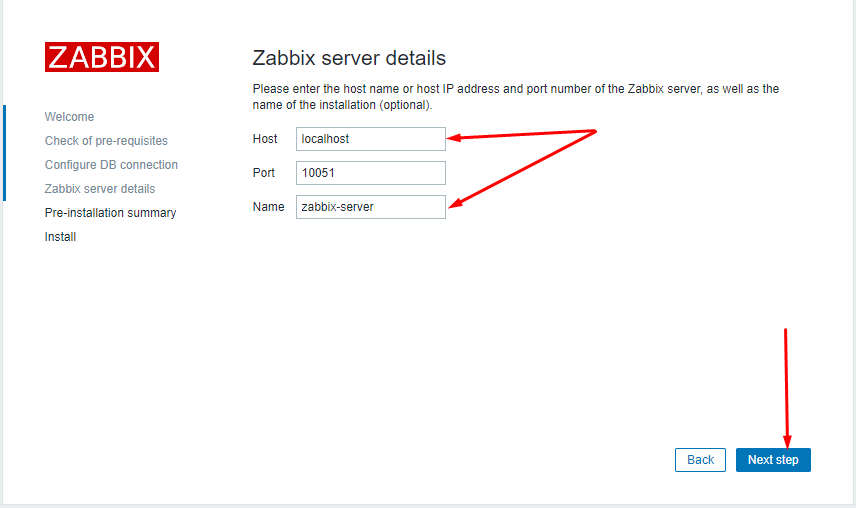 ZABBIX
Welcome
Check of pre-requisites
Configure DB connection
Zabbix server details
Pre-installation summary
Install
Zabbix server details
Please enter the host name or host IP address and port number of the Zabbix server, as well as the
name of the installation (optional).
Host localhost
Port 10051
Name zabbix-server
Back Next step